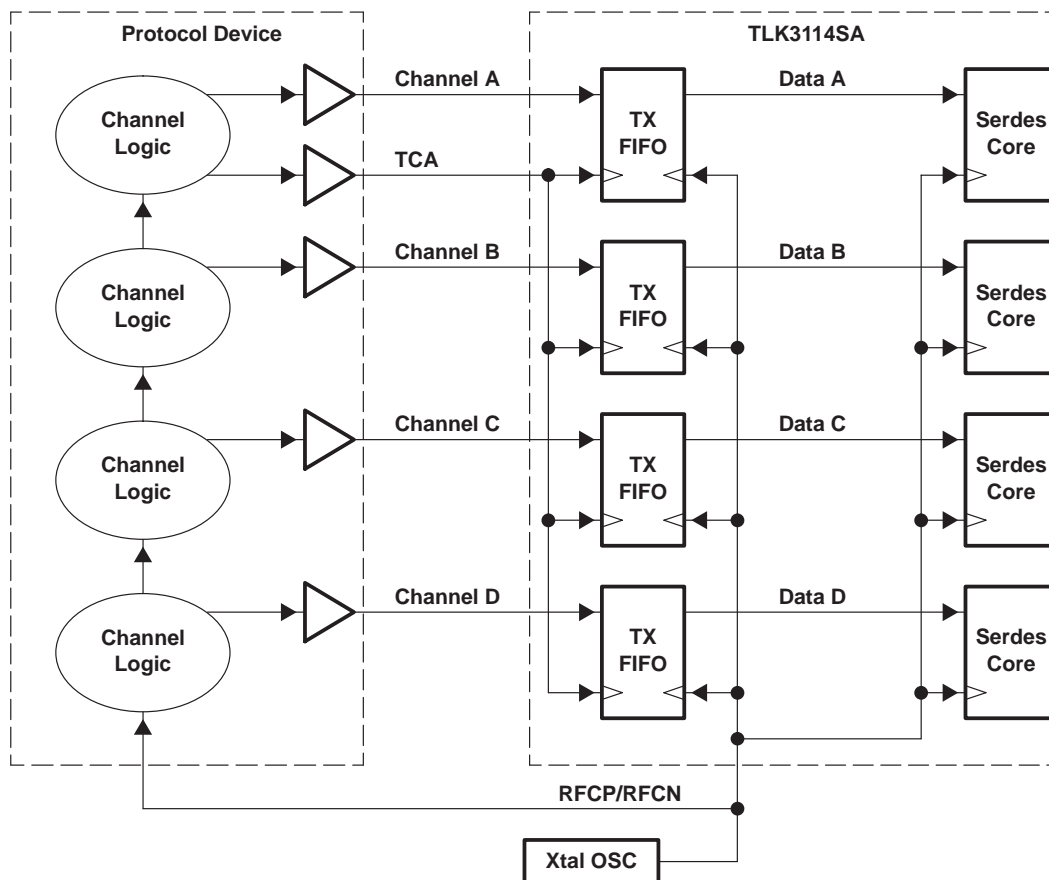 Protocol Device
TLK3114SA
Channel A
Data A
Channel
Logic
TX
FIFO
Serdes
Core
TCA
Channel B
Data B
Channel
Logic
TX
FIFO
Serdes
Core
Channel C
Data C
Channel
Logic
TX
FIFO
Serdes
Core
Channel D
Data D
Channel
Logic
TX
FIFO
Serdes
Core
RFCP/RFCN
Xtal OSC